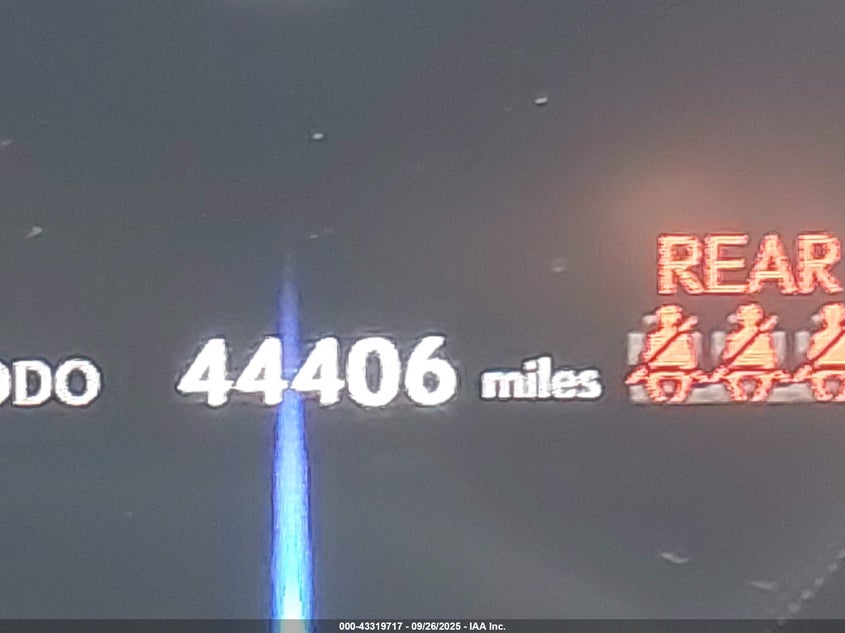 REAR
ODO 44406 miles
000-43319717 - 09/26/2025 - IAA Inc.